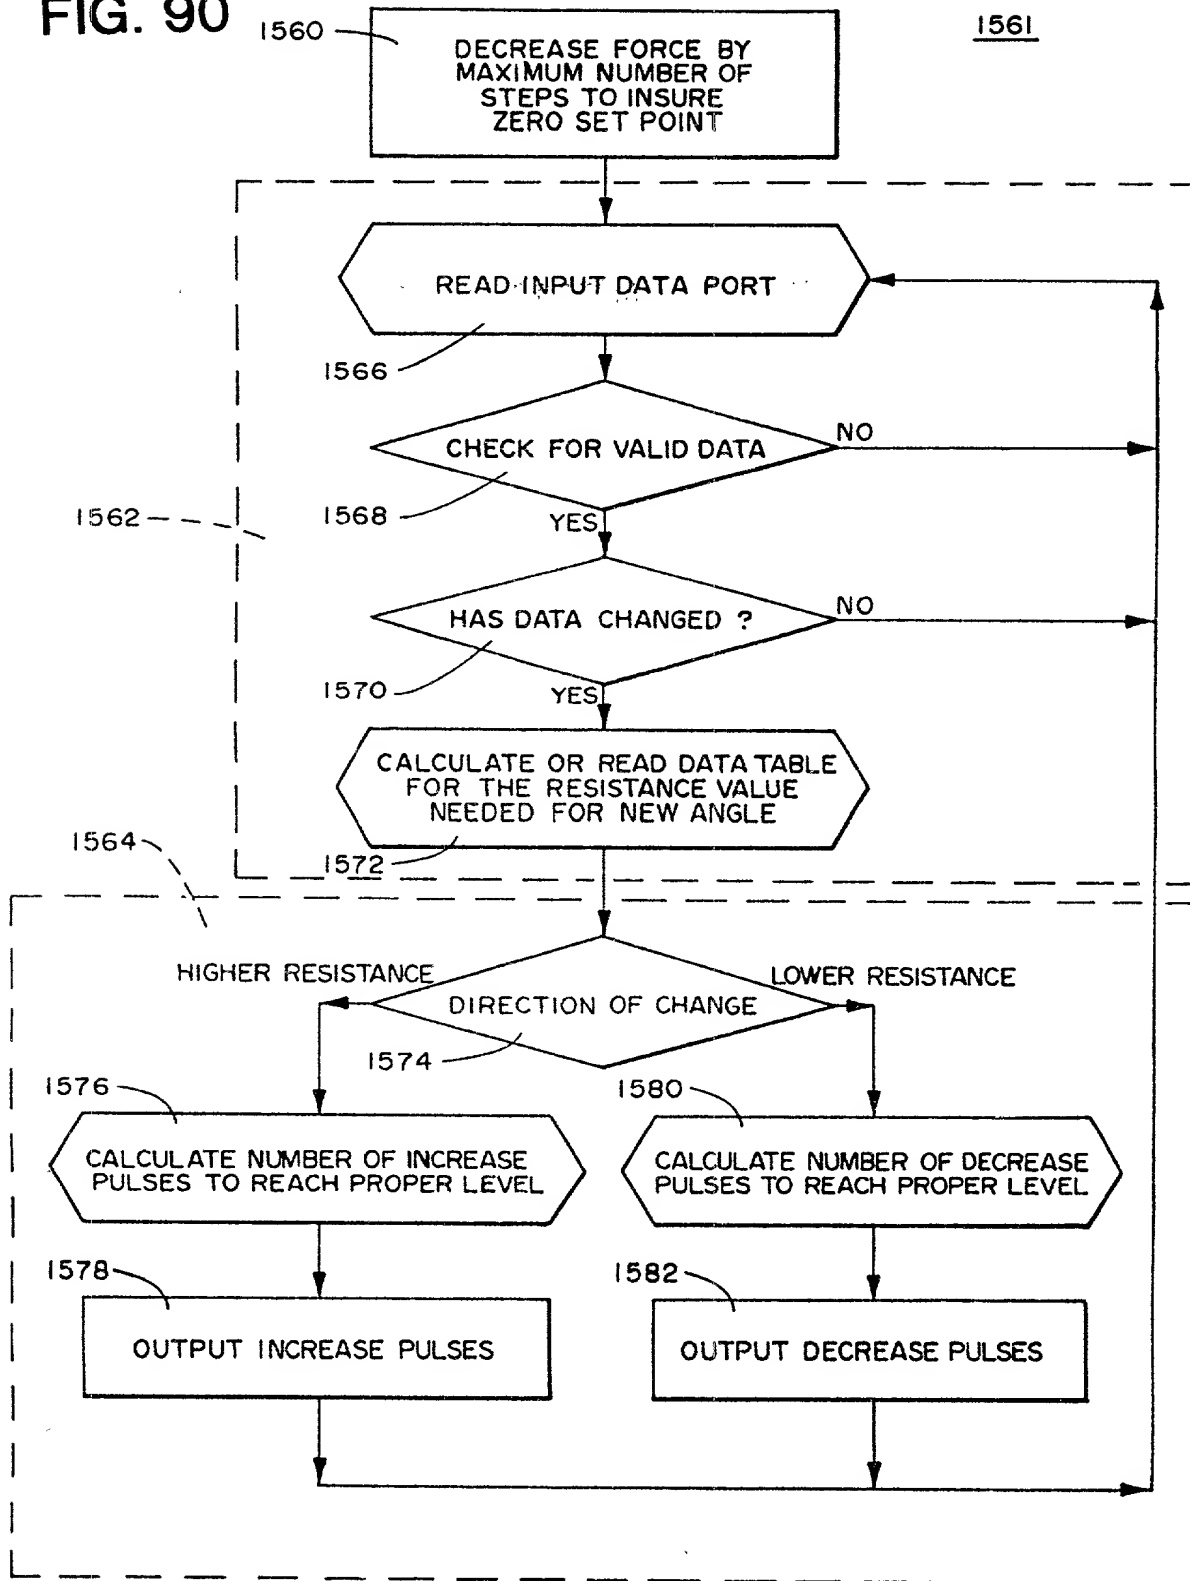 FIG. 90
1560
1561
DECREASE FORCE BY
MAXIMUM NUMBER OF
STEPS TO INSURE
ZERO SET POINT
READ INPUT DATA PORT
1566
CHECK FOR VALID DATA
NO
1568
YES
1562
HAS DATA CHANGED ?
NO
1570
YES
CALCULATE OR READ DATA TABLE
FOR THE RESISTANCE VALUE
NEEDED FOR NEW ANGLE
1572
1564
HIGHER RESISTANCE
LOWER RESISTANCE
DIRECTION OF CHANGE
1574
1576
1580
CALCULATE NUMBER OF INCREASE
PULSES TO REACH PROPER LEVEL
CALCULATE NUMBER OF DECREASE
PULSES TO REACH PROPER LEVEL
1578
1582
OUTPUT INCREASE PULSES
OUTPUT DECREASE PULSES